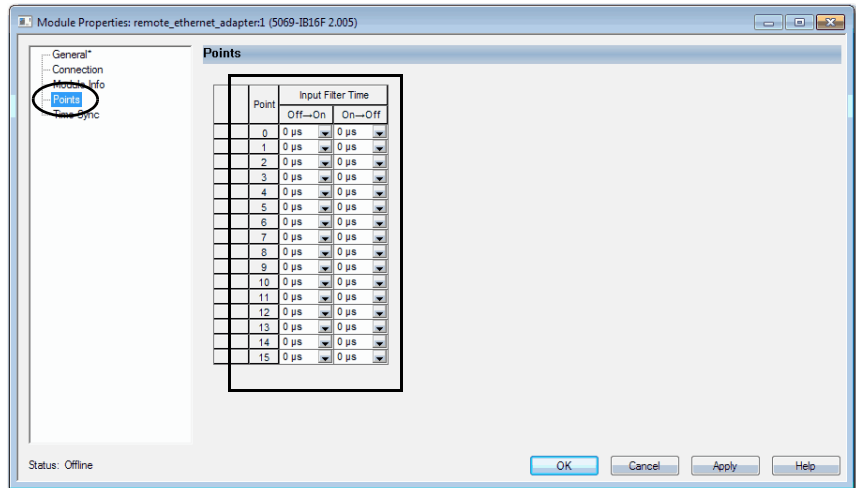 Module Properties: remote_ethernet_adapter:1 (5069-IB16F 2.005)
General*
Connection
Module Info
Points
Time Sync
Points
Point
Input Filter Time
Off→On On→Off
0 0 µs 0 µs
1 0 µs 0 µs
2 0 µs 0 µs
3 0 µs 0 µs
4 0 µs 0 µs
5 0 µs 0 µs
6 0 µs 0 µs
7 0 µs 0 µs
8 0 µs 0 µs
9 0 µs 0 µs
10 0 µs 0 µs
11 0 µs 0 µs
12 0 µs 0 µs
13 0 µs 0 µs
14 0 µs 0 µs
15 0 µs 0 µs
Status: Offline
OK Cancel Apply Help